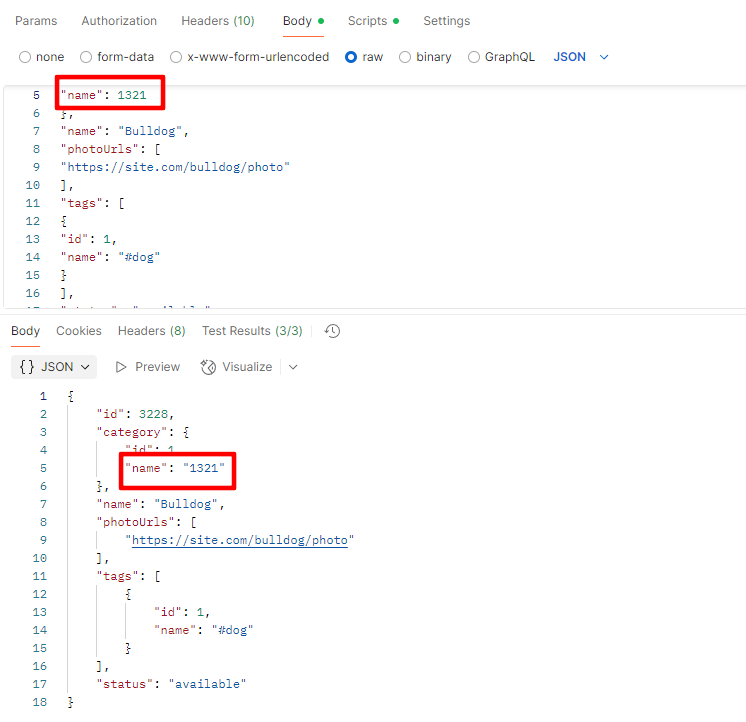 Params Authorization Headers (10) Body Scripts Settings
none form-data x-www-form-urlencoded raw binary GraphQL JSON
5 "name": 1321
6 },
7 "name": "Bulldog",
8 "photoUrls": [
9 "https://site.com/bulldog/photo"
10 ],
11 "tags": [
12 {
13 "id": 1,
14 "name": "#dog"
15 }
16 ],
Body Cookies Headers (8) Test Results (3/3)
{} JSON Preview Visualize
1 {
2 "id": 3228,
3 "category": {
4 "id": 1
5 "name": "1321"
6 },
7 "name": "Bulldog",
8 "photoUrls": [
9 "https://site.com/bulldog/photo"
10 ],
11 "tags": [
12 {
13 "id": 1,
14 "name": "#dog"
15 }
16 ],
17 "status": "available"
18 }